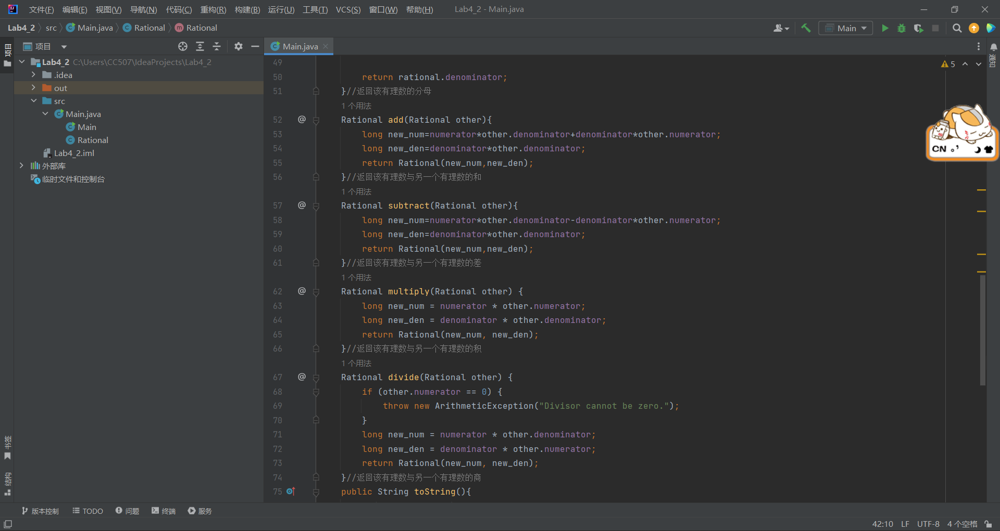 文件(F) 编辑(E) 视图(V) 导航(N) 代码(C) 重构(R) 构建(B) 运行(U) 工具(T) VCS(S) 窗口(W) 帮助(H) Lab4_2 - Main.java
Lab4_2 src Main.java Rational Rational Main
项目
项目
Main.java
通知
Lab4_2 C:\Users\CC507\IdeaProjects\Lab4_2
.idea
out
src
Main.java
Main
Rational
Lab4_2.iml
外部库
临时文件和控制台
5
CN
49
50 return rational.denominator;
51 }//返回该有理数的分母
1 个用法
52 @ Rational add(Rational other){
53 long new_num=numerator*other.denominator+denominator*other.numerator;
54 long new_den=denominator*other.denominator;
55 return Rational(new_num,new_den);
56 }//返回该有理数与另一个有理数的和
1 个用法
57 @ Rational subtract(Rational other){
58 long new_num=numerator*other.denominator-denominator*other.numerator;
59 long new_den=denominator*other.denominator;
60 return Rational(new_num,new_den);
61 }//返回该有理数与另一个有理数的差
1 个用法
62 @ Rational multiply(Rational other) {
63 long new_num = numerator * other.numerator;
64 long new_den = denominator * other.denominator;
65 return Rational(new_num, new_den);
66 }//返回该有理数与另一个有理数的积
1 个用法
67 @ Rational divide(Rational other) {
68 if (other.numerator == 0) {
69 throw new ArithmeticException("Divisor cannot be zero.");
70 }
71 long new_num = numerator * other.denominator;
72 long new_den = denominator * other.numerator;
73 return Rational(new_num, new_den);
74 }//返回该有理数与另一个有理数的商
75 public String toString(){
书签
结构
版本控制 TODO 问题 终端 服务
42:10 LF UTF-8 4 个空格